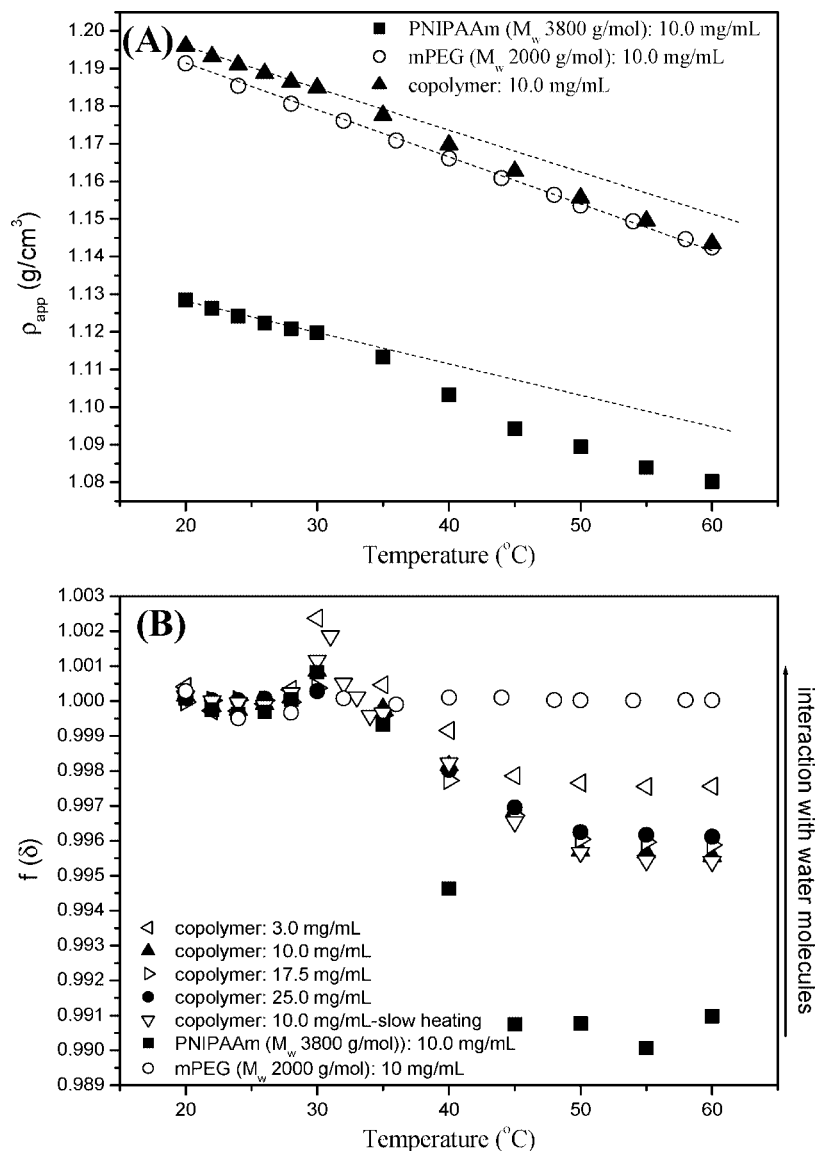 (A)
PNIPAAm (Mw 3800 g/mol): 10.0 mg/mL
mPEG (Mw 2000 g/mol): 10.0 mg/mL
copolymer: 10.0 mg/mL
1.20
1.19
1.18
1.17
1.16
1.15
1.14
1.13
1.12
1.11
1.10
1.09
1.08
ρapp (g/cm³)
20 30 40 50 60
Temperature (°C)
(B)
1.003
1.002
1.001
1.000
0.999
0.998
0.997
0.996
0.995
0.994
0.993
0.992
0.991
0.990
0.989
f (δ)
copolymer: 3.0 mg/mL
copolymer: 10.0 mg/mL
copolymer: 17.5 mg/mL
copolymer: 25.0 mg/mL
copolymer: 10.0 mg/mL-slow heating
PNIPAAm (Mw 3800 g/mol)): 10.0 mg/mL
mPEG (Mw 2000 g/mol): 10 mg/mL
interaction with water molecules
20 30 40 50 60
Temperature (°C)